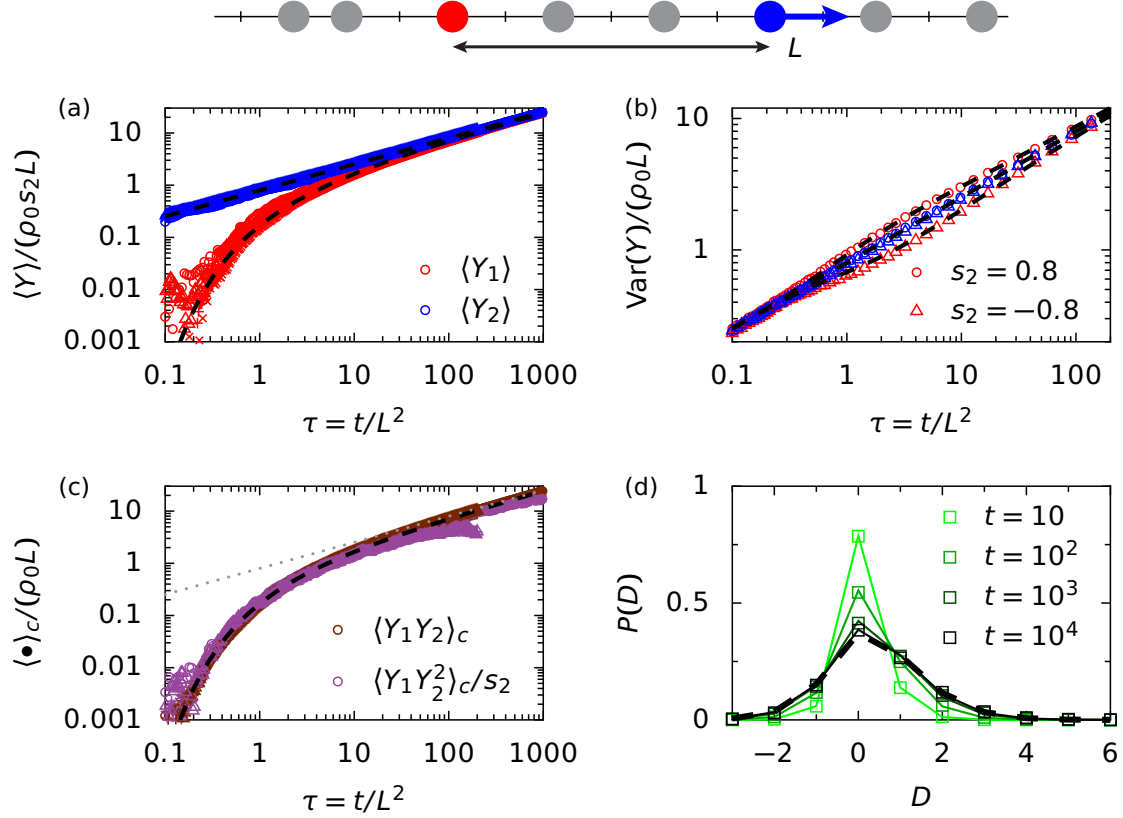 L
(a)
10
1
0.1
0.01
0.001
⟨Y⟩/(ρ₀s₂L)
⟨Y₁⟩
⟨Y₂⟩
0.1 1 10 100 1000
τ = t/L²
(b)
10
1
Var(Y)/(ρ₀L)
s₂ = 0.8
s₂ = −0.8
0.1 1 10 100
τ = t/L²
(c)
10
1
0.1
0.01
0.001
⟨•⟩c/(ρ₀L)
⟨Y₁Y₂⟩c
⟨Y₁Y₂²⟩c/s₂
0.1 1 10 100 1000
τ = t/L²
(d)
1
0.5
0
P(D)
t = 10
t = 10²
t = 10³
t = 10⁴
−2 0 2 4 6
D